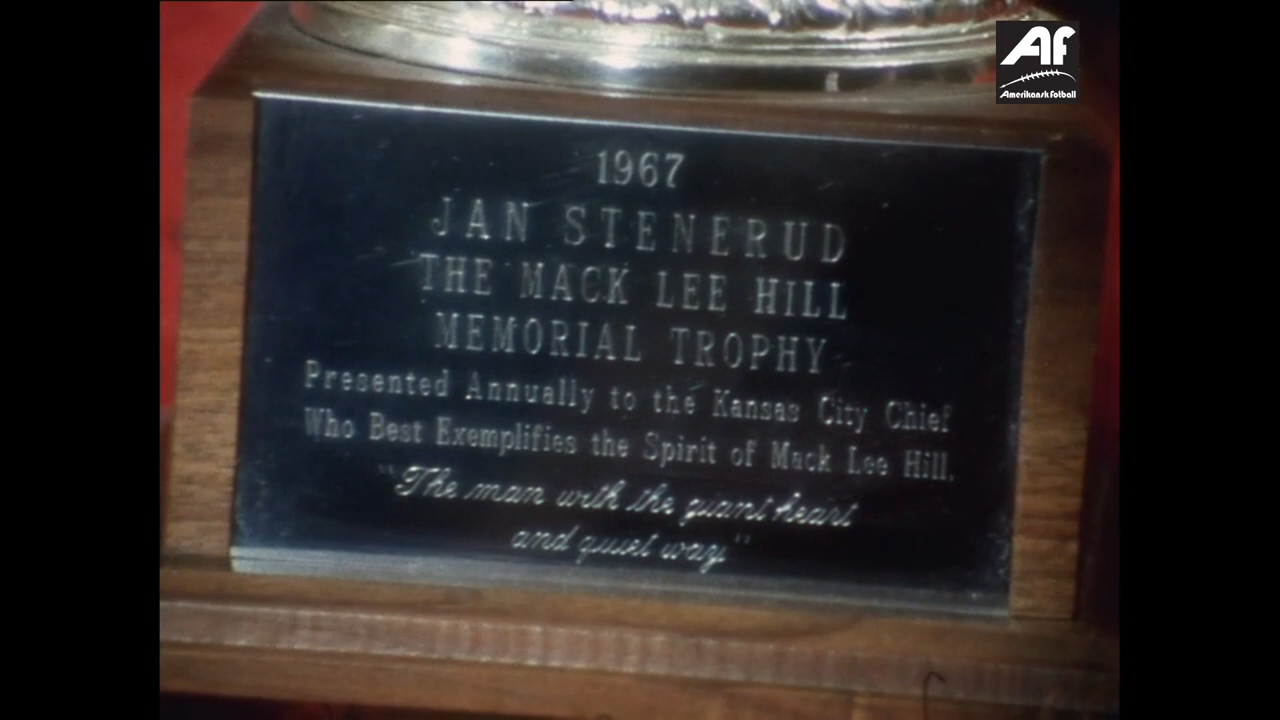 Af
Amerikansk Fotball
1967
JAN STENERUD
THE MACK LEE HILL
MEMORIAL TROPHY
Presented Annually to the Kansas City Chief
Who Best Exemplifies the Spirit of Mack Lee Hill.
"The man with the giant heart
and quiet way"